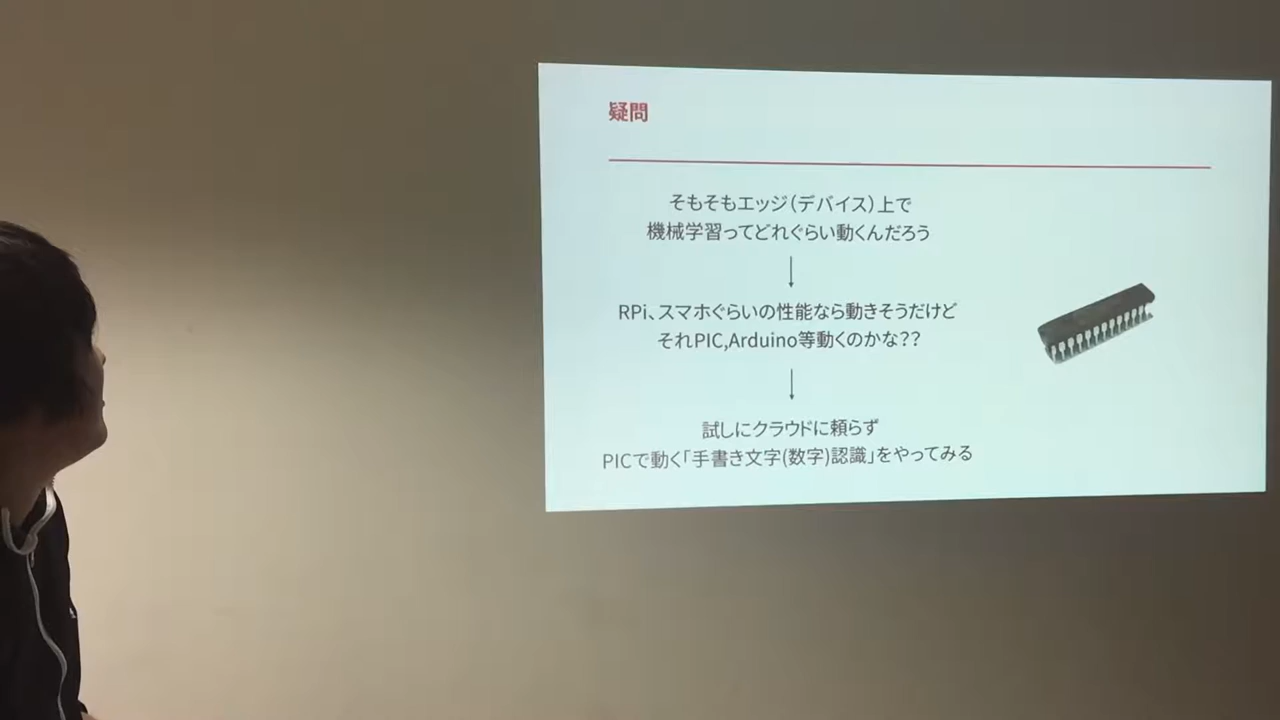 疑問
そもそもエッジ（デバイス）上で
機械学習ってどれぐらい動くんだろう
RPi、スマホぐらいの性能なら動きそうだけど
それPIC,Arduino等動くのかな??
試しにクラウドに頼らず
PICで動く「手書き文字(数字)認識」をやってみる